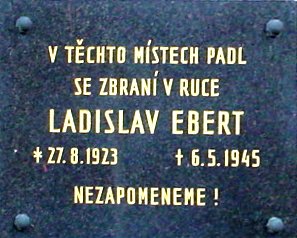 V TĚCHTO MÍSTECH PADL
SE ZBRANÍ V RUCE
LADISLAV EBERT
* 27.8.1923 † 6.5.1945
NEZAPOMENEME !